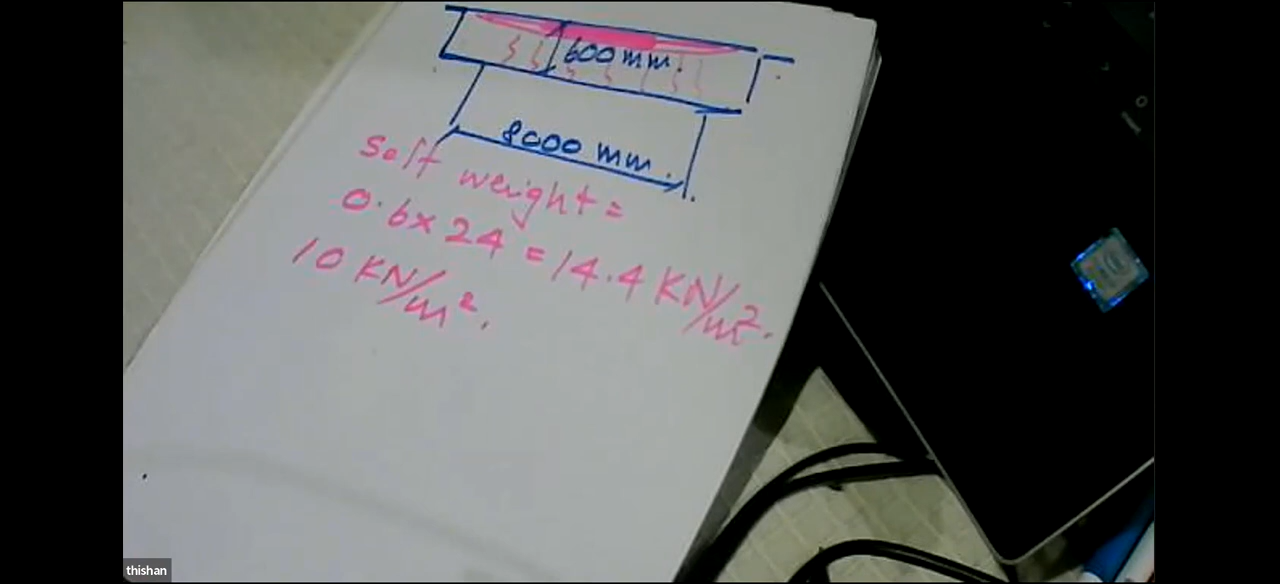 600 mm.
8000 mm.
Self weight =
0.6 x 24 = 14.4 KN/m².
10 KN/m².
thishan